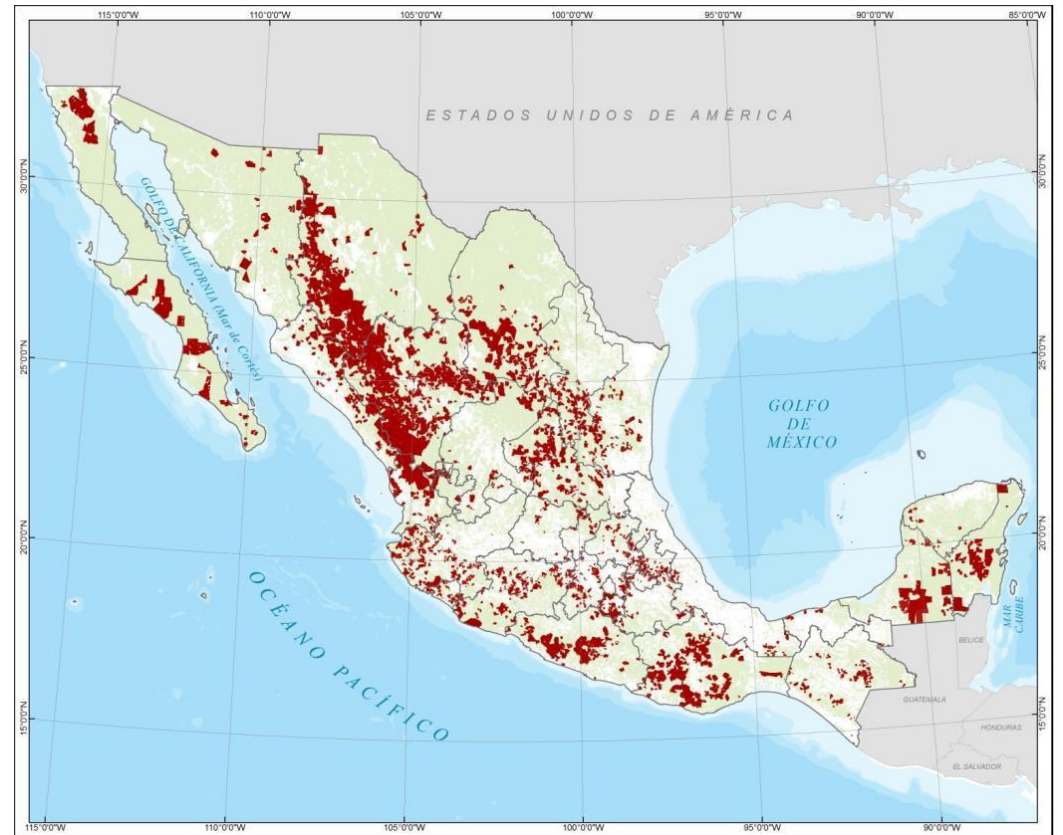 115°0'0"W 110°0'0"W 105°0'0"W 100°0'0"W 95°0'0"W 90°0'0"W 85°0'0"W
ESTADOS UNIDOS DE AMÉRICA
30°0'0"N
30°0'0"N
GOLFO DE CALIFORNIA (Mar de Cortés)
25°0'0"N
25°0'0"N
GOLFO
DE
MÉXICO
20°0'0"N
20°0'0"N
OCÉANO PACÍFICO
MAR
CARIBE
BELICE
GUATEMALA
15°0'0"N
15°0'0"N
HONDURAS
EL SALVADOR
115°0'0"W 110°0'0"W 105°0'0"W 100°0'0"W 95°0'0"W 90°0'0"W